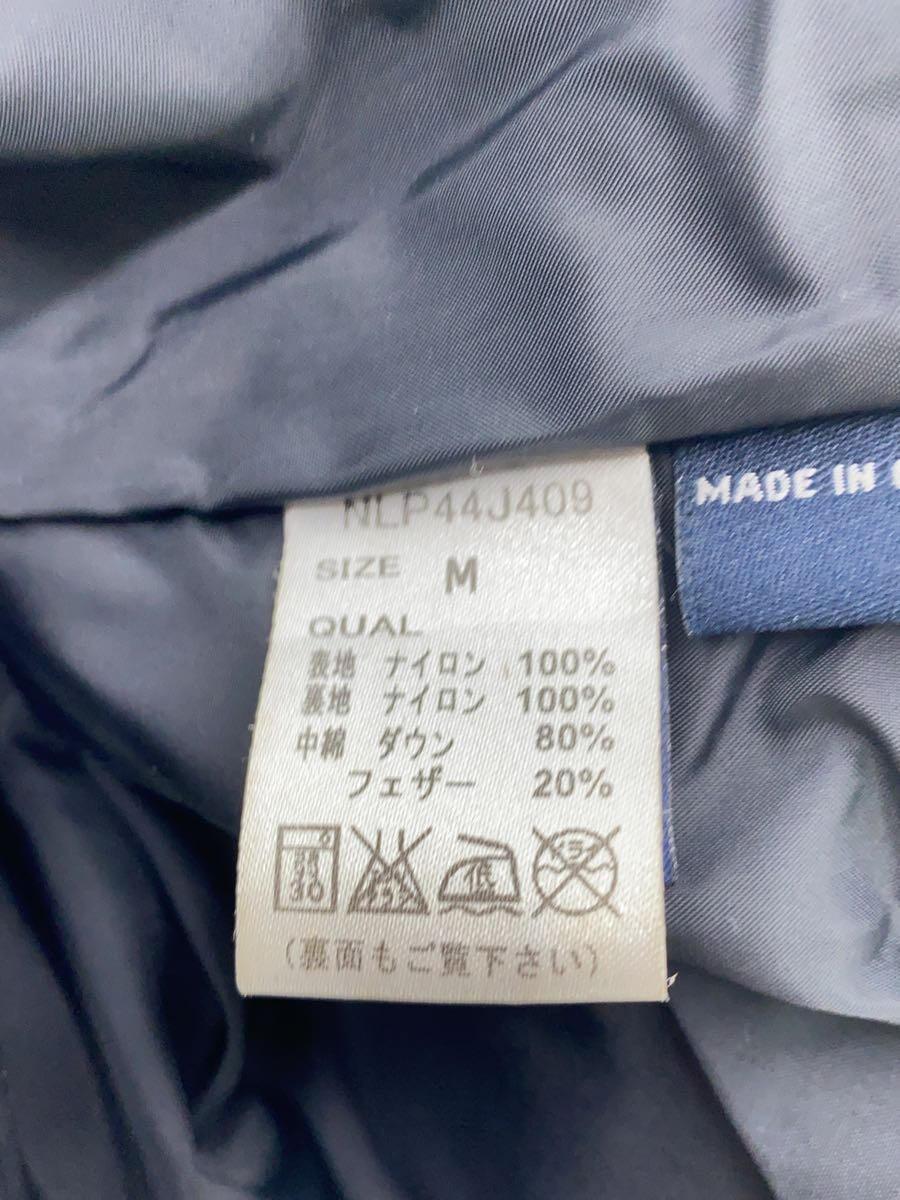 NLP44J409
MADE IN
SIZE M
QUAL
表地 ナイロン 100%
裏地 ナイロン 100%
中綿 ダウン 80%
フェザー 20%
30
低
(裏面もご覧下さい)